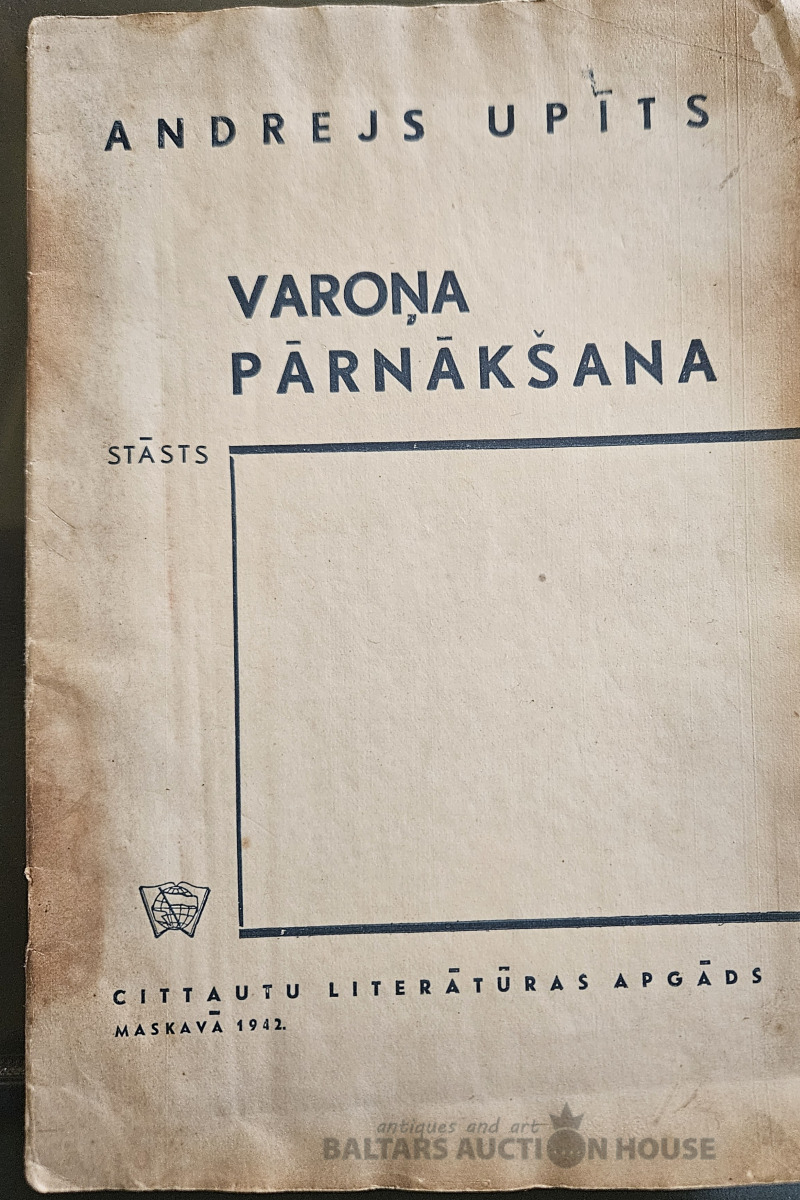 ANDREJS UPĪTS
VAROŅA
PĀRNĀKŠANA
STĀSTS
CITTAUTU LITERĀTŪRAS APGĀDS
MASKAVĀ 1942.
antiques and art
BALTARS AUCTION HOUSE